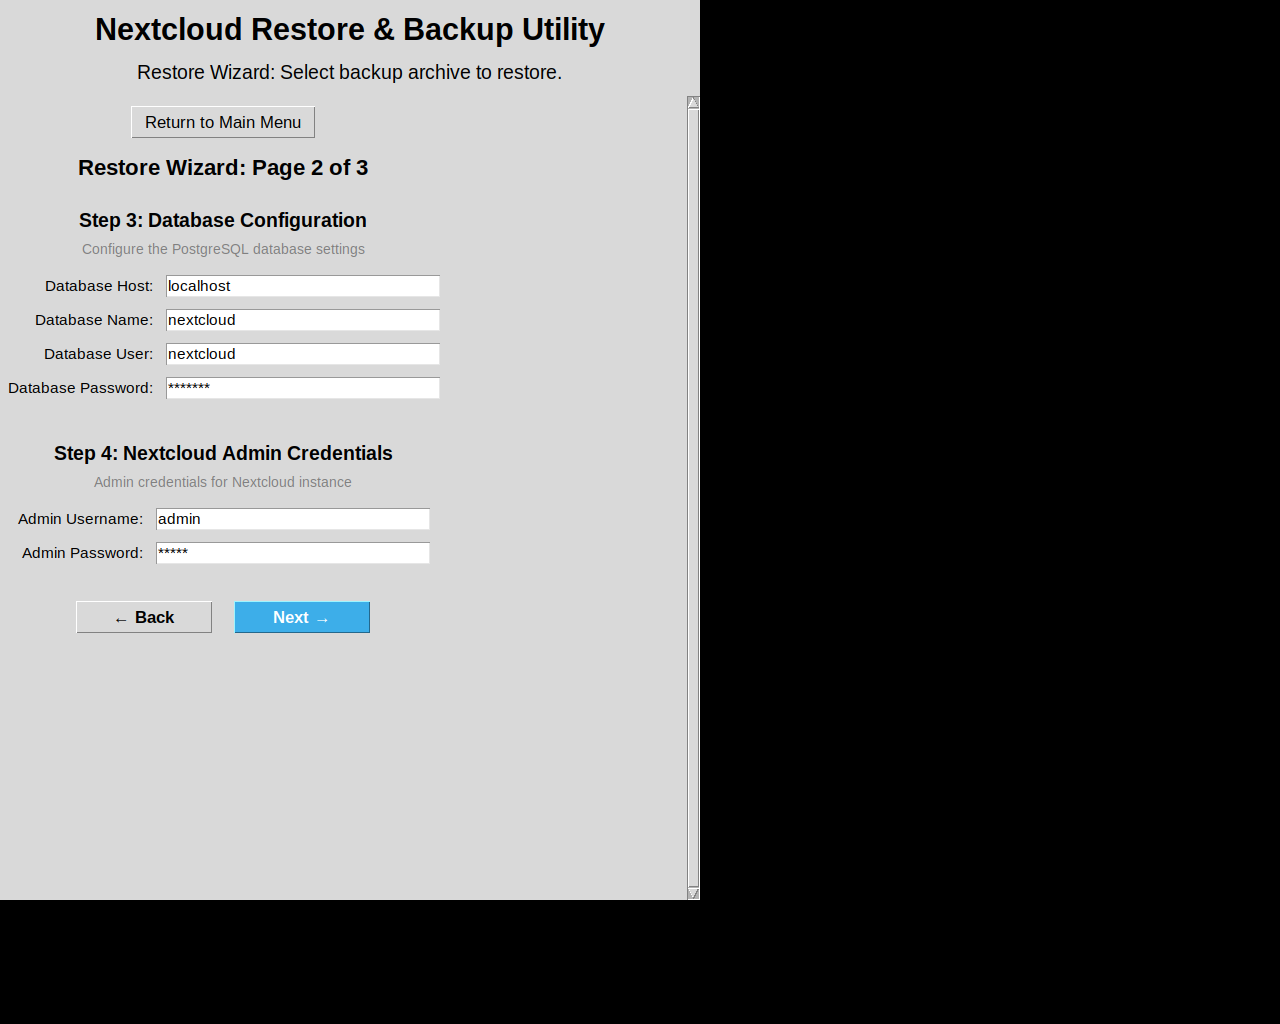 Nextcloud Restore & Backup Utility
Restore Wizard: Select backup archive to restore.
Return to Main Menu
Restore Wizard: Page 2 of 3
Step 3: Database Configuration
Configure the PostgreSQL database settings
Database Host: localhost
Database Name: nextcloud
Database User: nextcloud
Database Password: *******
Step 4: Nextcloud Admin Credentials
Admin credentials for Nextcloud instance
Admin Username: admin
Admin Password: *****
← Back Next →